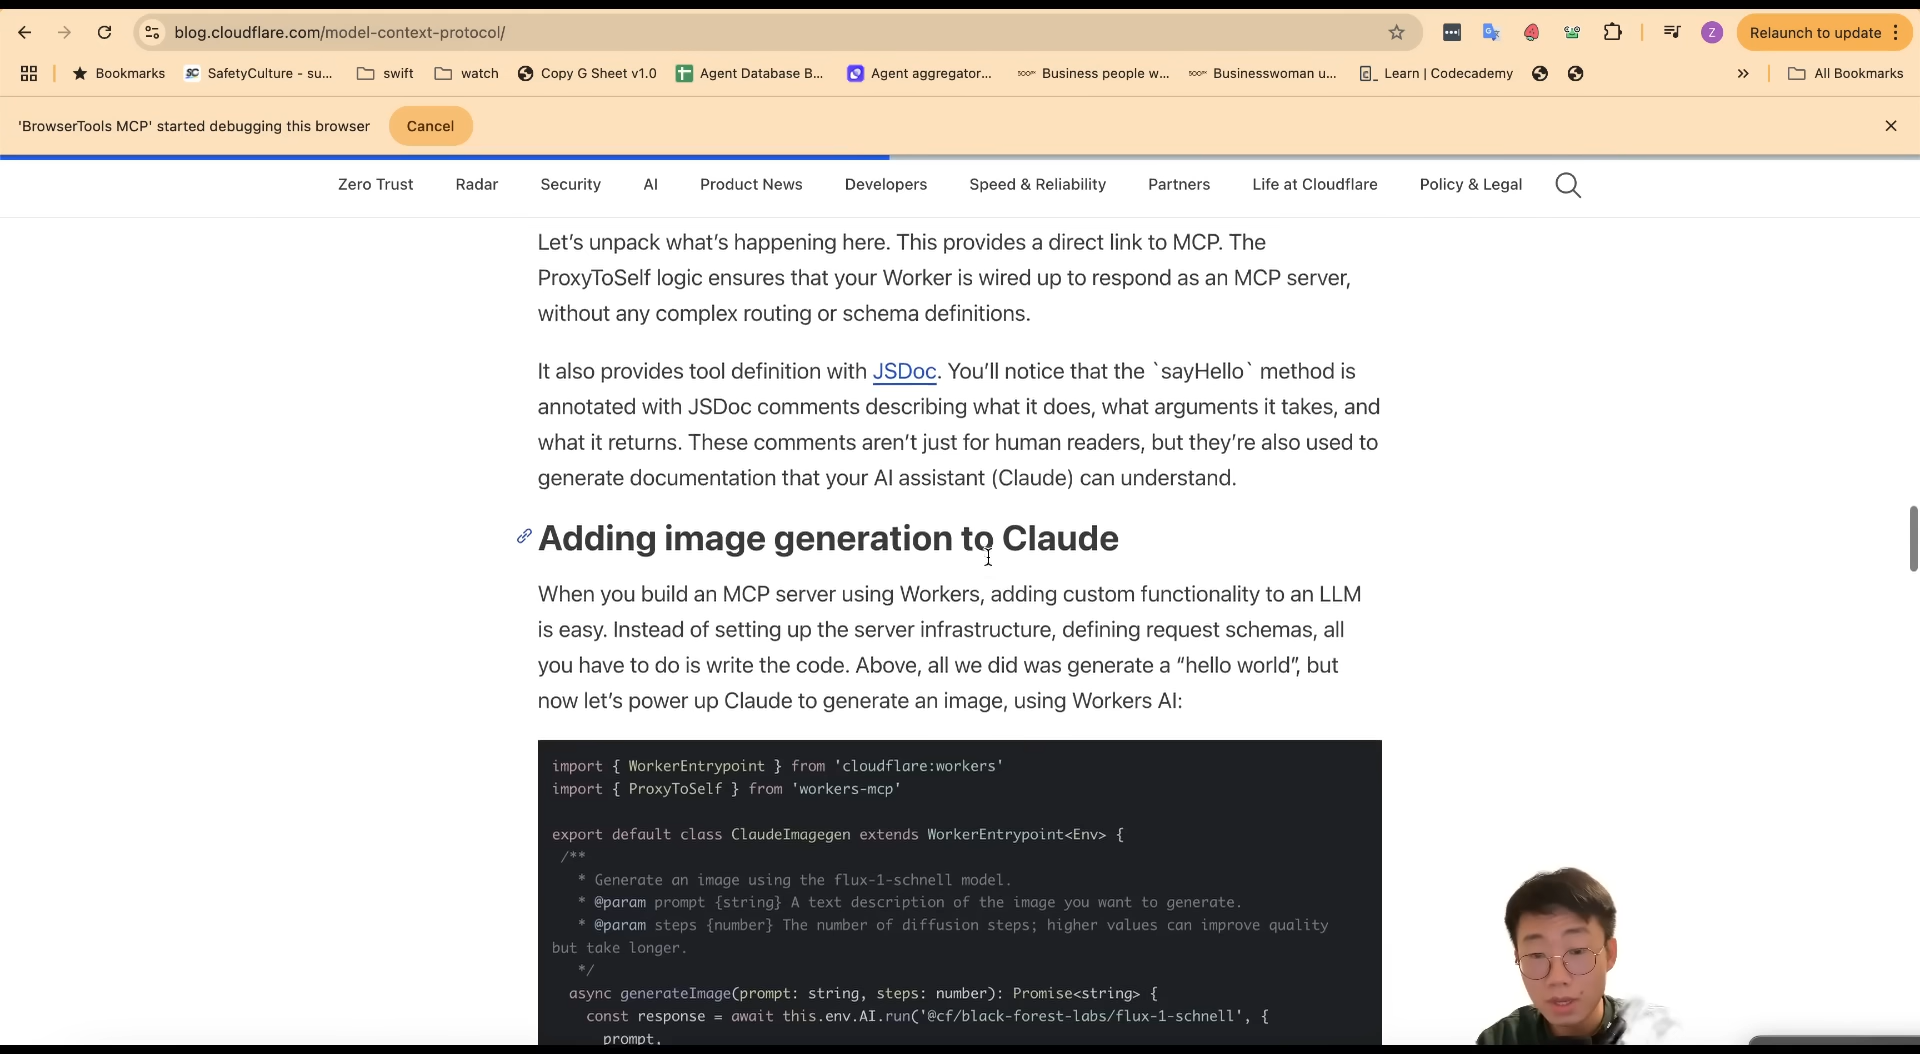 blog.cloudflare.com/model-context-protocol/
Z
Relaunch to update
Bookmarks
SafetyCulture - su...
swift
watch
Copy G Sheet v1.0
Agent Database B...
Agent aggregator...
Business people w...
Businesswoman u...
Learn | Codecademy
All Bookmarks
'BrowserTools MCP' started debugging this browser
Cancel
Zero Trust
Radar
Security
AI
Product News
Developers
Speed & Reliability
Partners
Life at Cloudflare
Policy & Legal
Let’s unpack what’s happening here. This provides a direct link to MCP. The
ProxyToSelf logic ensures that your Worker is wired up to respond as an MCP server,
without any complex routing or schema definitions.
It also provides tool definition with JSDoc. You’ll notice that the `sayHello` method is
annotated with JSDoc comments describing what it does, what arguments it takes, and
what it returns. These comments aren’t just for human readers, but they’re also used to
generate documentation that your AI assistant (Claude) can understand.
Adding image generation to Claude
When you build an MCP server using Workers, adding custom functionality to an LLM
is easy. Instead of setting up the server infrastructure, defining request schemas, all
you have to do is write the code. Above, all we did was generate a “hello world”, but
now let’s power up Claude to generate an image, using Workers AI:
import { WorkerEntrypoint } from 'cloudflare:workers'
import { ProxyToSelf } from 'workers-mcp'
export default class ClaudeImagegen extends WorkerEntrypoint<Env> {
/**
* Generate an image using the flux-1-schnell model.
* @param prompt {string} A text description of the image you want to generate.
* @param steps {number} The number of diffusion steps; higher values can improve quality
but take longer.
*/
async generateImage(prompt: string, steps: number): Promise<string> {
const response = await this.env.AI.run('@cf/black-forest-labs/flux-1-schnell', {
prompt,